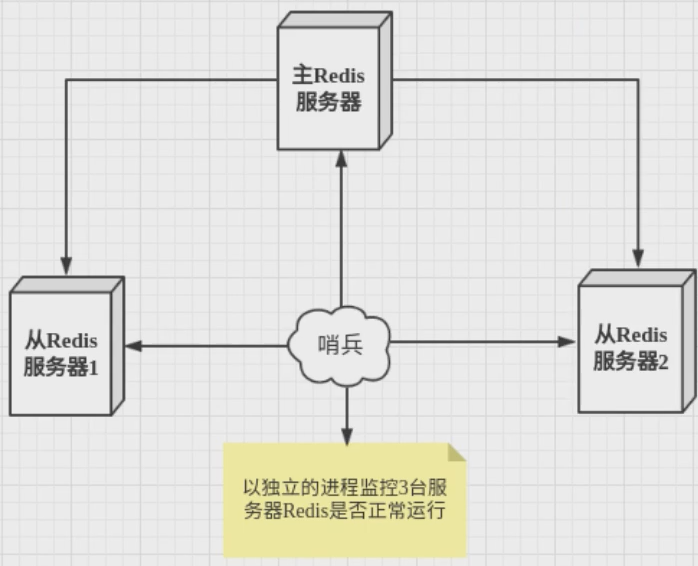 主Redis
服务器
从Redis
服务器1
哨兵
从Redis
服务器2
以独立的进程监控3台服
务器Redis是否正常运行